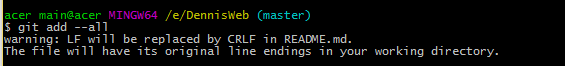 acer main@acer MINGW64 /e/DennisWeb (master)
$ git add --all
warning: LF will be replaced by CRLF in README.md.
The file will have its original line endings in your working directory.